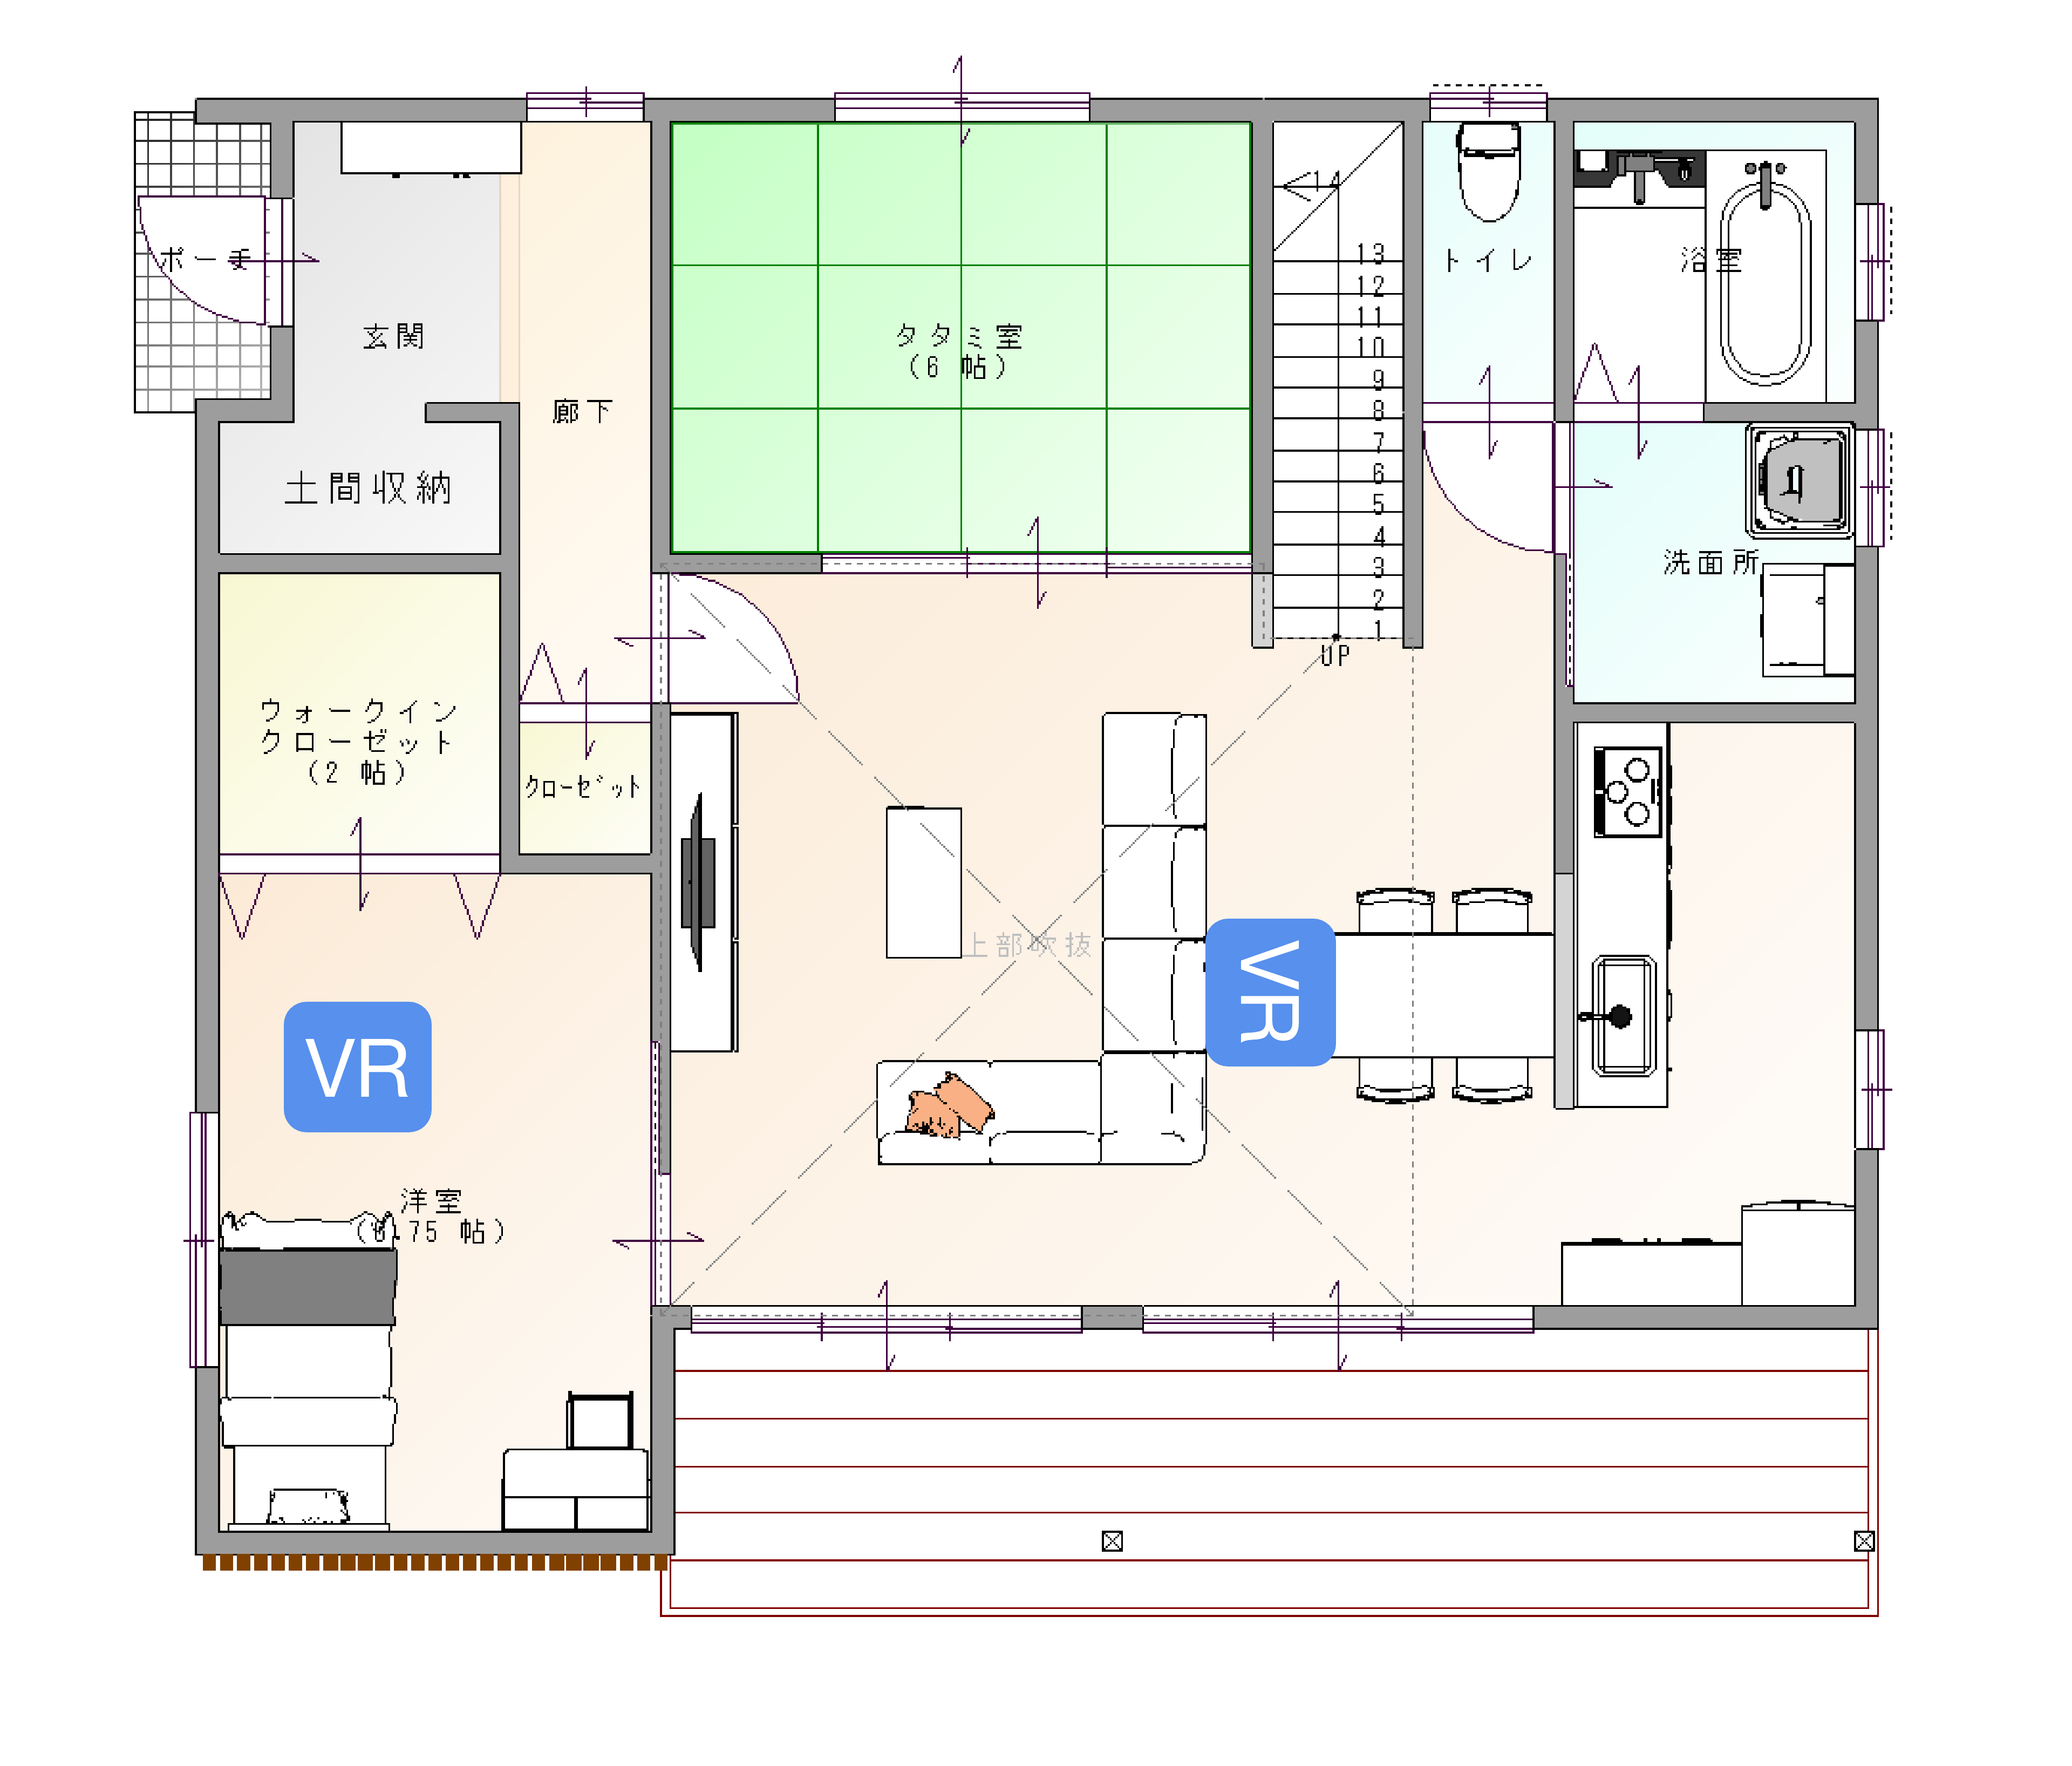 14
13
12
11
10
9
8
7
6
5
4
3
2
1
UP
ポーチ
玄関
廊下
土間収納
タタミ室
(6 帖)
トイレ
浴室
洗面所
ウォークイン
クローゼット
(2 帖)
クローゼット
上部吹抜
VR
VR
洋室
75 帖)